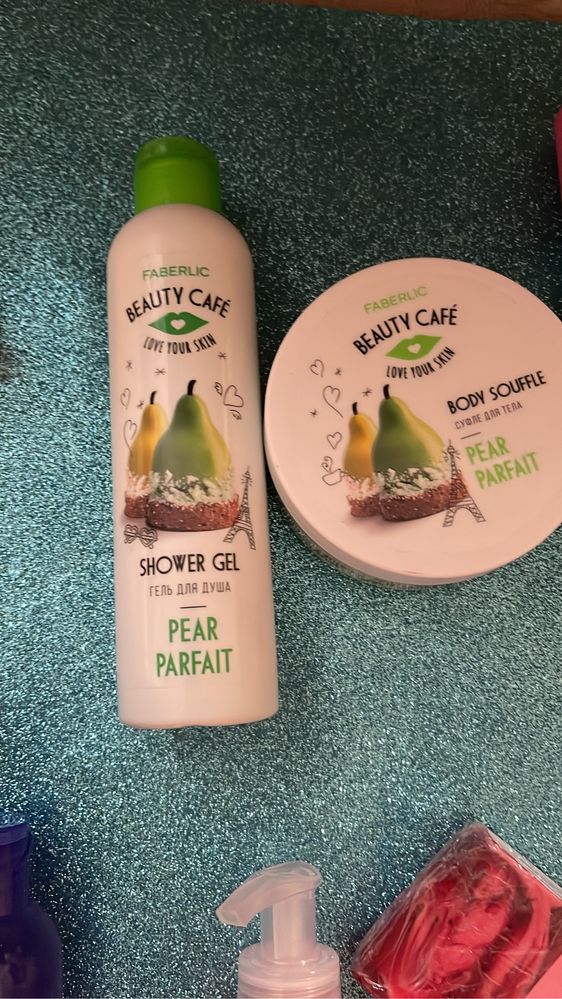 FABERLIC
BEAUTY CAFÉ
LOVE YOUR SKIN
SHOWER GEL
ГЕЛЬ ДЛЯ ДУША
PEAR
PARFAIT
FABERLIC
BEAUTY CAFÉ
LOVE YOUR SKIN
BODY SOUFFLE
СУФЛЕ ДЛЯ ТЕЛА
PEAR
PARFAIT